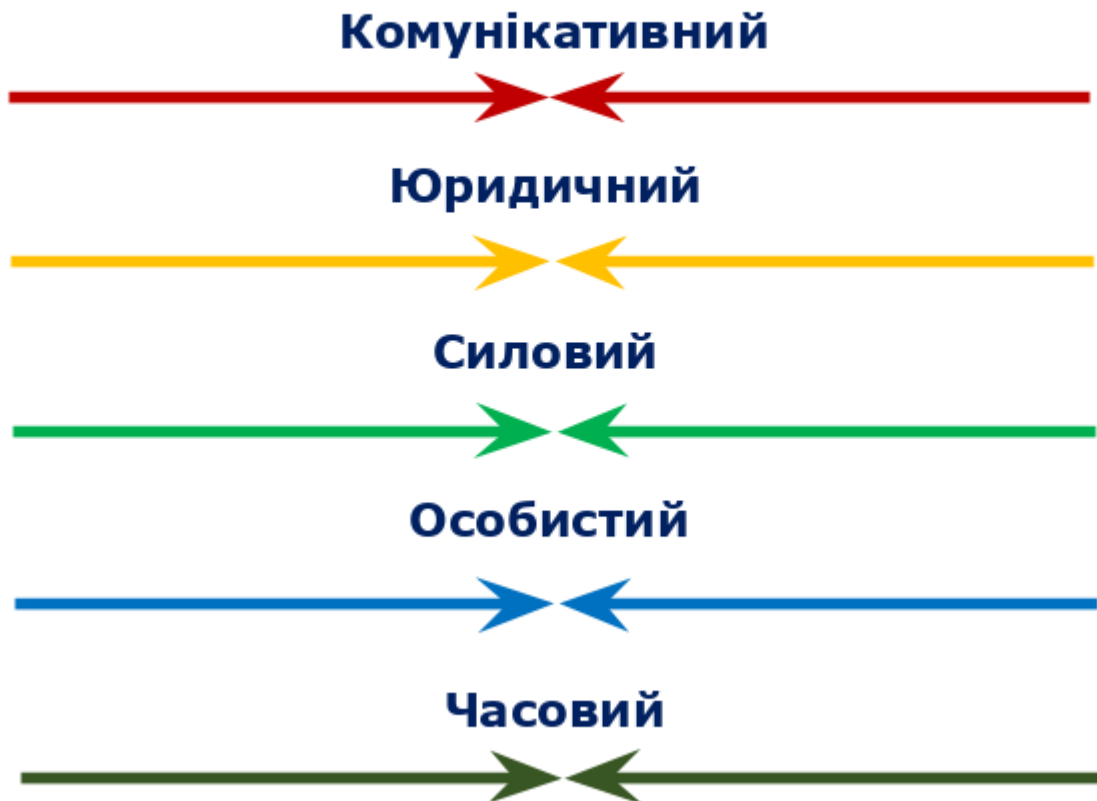 Комунікативний
Юридичний
Силовий
Особистий
Часовий